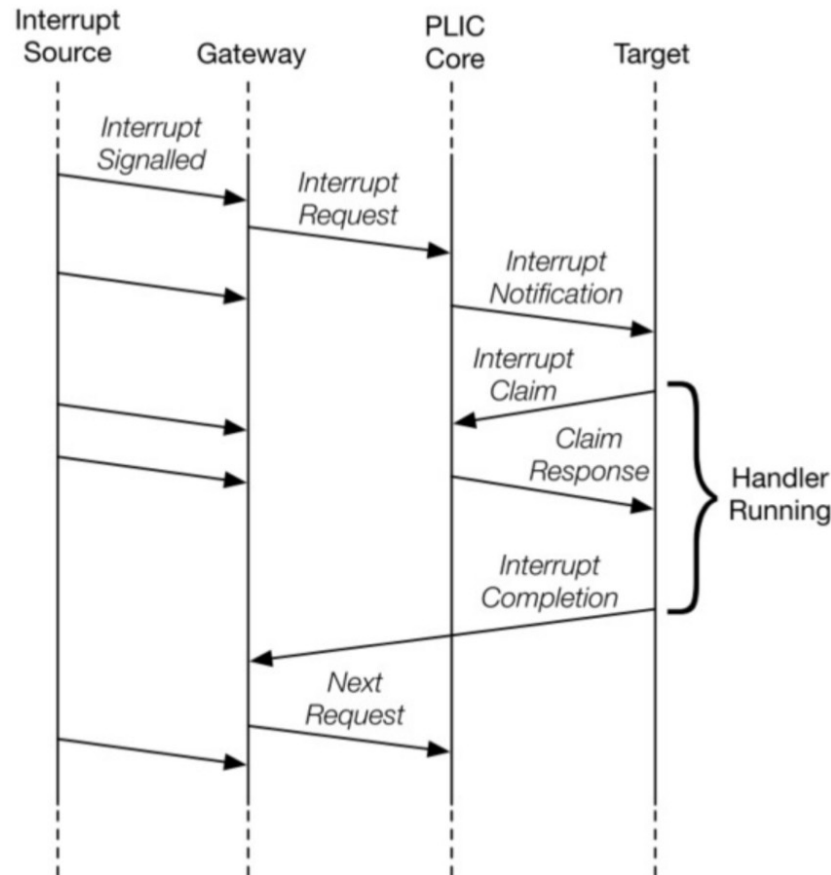 Interrupt
Source
Gateway
PLIC
Core
Target
Interrupt
Signalled
Interrupt
Request
Interrupt
Notification
Interrupt
Claim
Claim
Response
Handler
Running
Interrupt
Completion
Next
Request